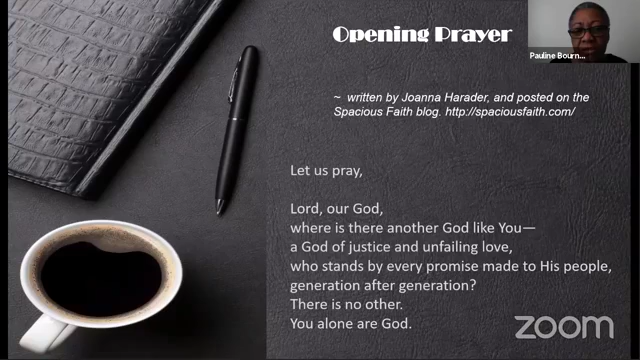 Opening Prayer
Pauline Bourn...
~ written by Joanna Harader, and posted on the
Spacious Faith blog. http://spaciousfaith.com/
Let us pray,
Lord, our God,
where is there another God like You—
a God of justice and unfailing love,
who stands by every promise made to His people,
generation after generation?
There is no other.
You alone are God.
zoom